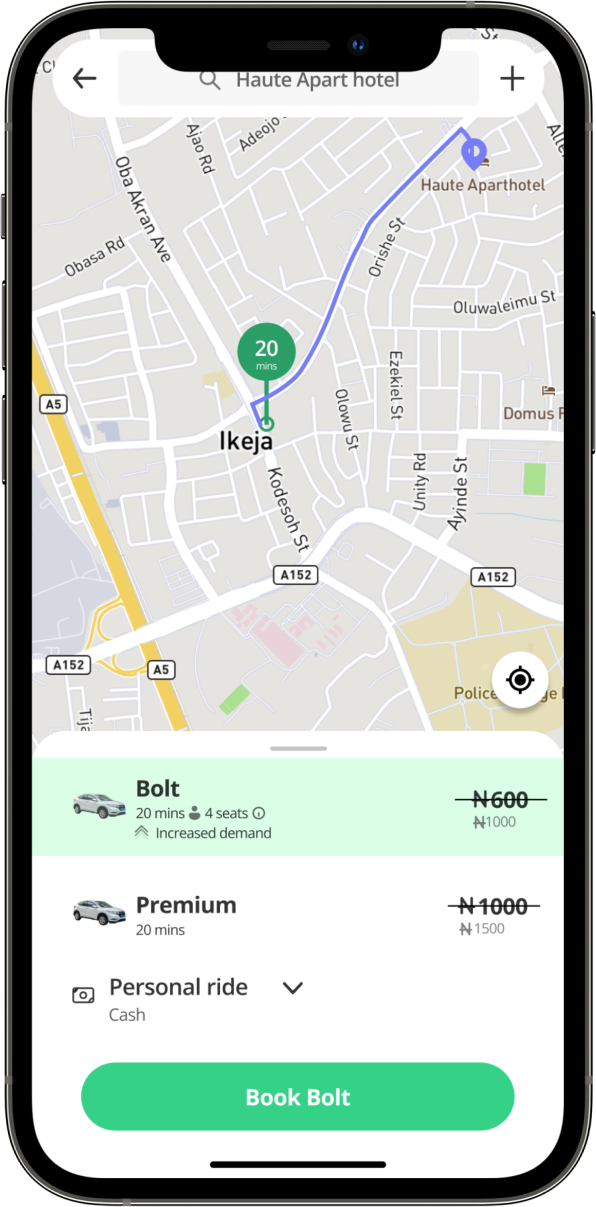 St
Haute Apart hotel
Alle
Adeojo
Ajao Rd
Oba Akran Ave
Haute Aparthotel
Orishe St
Obasa Rd
Oluwaleimu St
20
mins
Ezekiel St
A5
Olowu St
Domus
Ikeja
Unity Rd
Ayinde St
Kodesoh St
A152
A152
A152
A5
Police
Tija
Bolt
20 mins 4 seats
Increased demand
₦600
₦1000
Premium
20 mins
₦1000
₦1500
Personal ride
Cash
Book Bolt